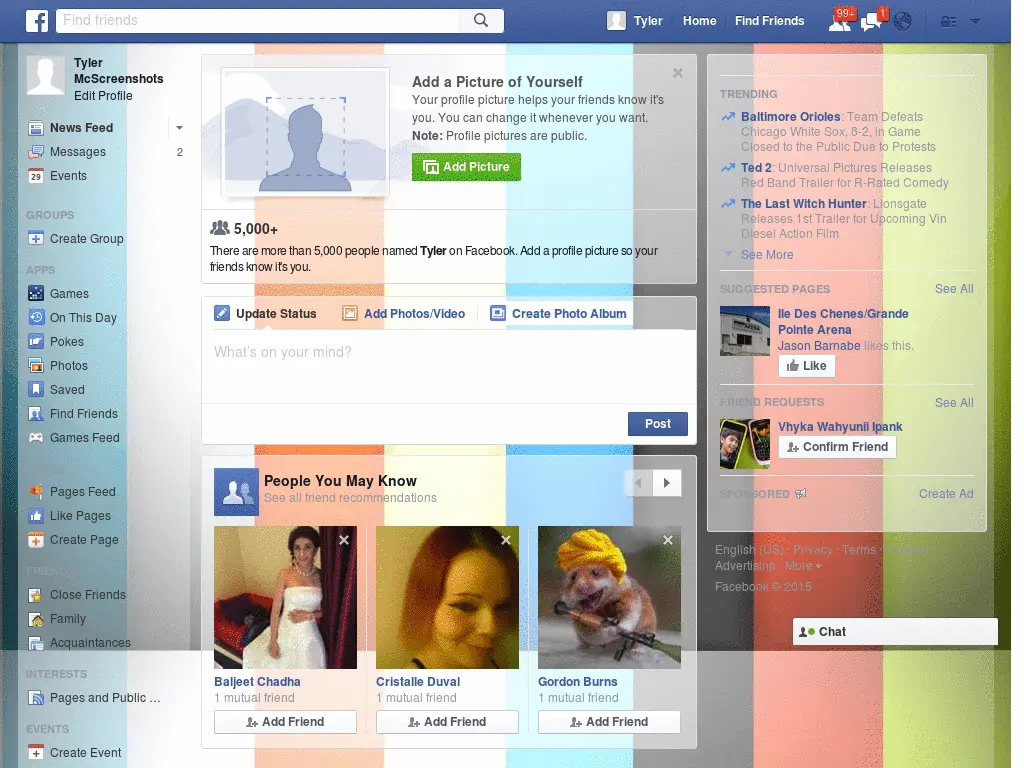 f
Find friends
Tyler
Home
Find Friends
99+
1
Tyler
McScreenshots
Edit Profile
News Feed
Messages
2
29
Events
GROUPS
Create Group
APPS
Games
On This Day
Pokes
Photos
Saved
Find Friends
Games Feed
Pages Feed
Like Pages
Create Page
FRIENDS
Close Friends
Family
Acquaintances
INTERESTS
Pages and Public ...
EVENTS
Create Event
Add a Picture of Yourself
Your profile picture helps your friends know it's
you. You can change it whenever you want.
Note: Profile pictures are public.
Add Picture
5,000+
There are more than 5,000 people named Tyler on Facebook. Add a profile picture so your
friends know it's you.
Update Status
Add Photos/Video
Create Photo Album
What's on your mind?
Post
People You May Know
See all friend recommendations
Baljeet Chadha
1 mutual friend
Add Friend
Cristalle Duval
1 mutual friend
Add Friend
Gordon Burns
1 mutual friend
Add Friend
TRENDING
Baltimore Orioles: Team Defeats
Chicago White Sox, 8-2, in Game
Closed to the Public Due to Protests
Ted 2: Universal Pictures Releases
Red Band Trailer for R-Rated Comedy
The Last Witch Hunter: Lionsgate
Releases 1st Trailer for Upcoming Vin
Diesel Action Film
See More
SUGGESTED PAGES
See All
Ile Des Chenes/Grande
Pointe Arena
Jason Barnabe likes this.
Like
FRIEND REQUESTS
See All
Vhyka Wahyunii Ipank
Confirm Friend
SPONSORED
Create Ad
English (US) · Privacy · Terms ·
Advertising · More
Facebook © 2015
Chat